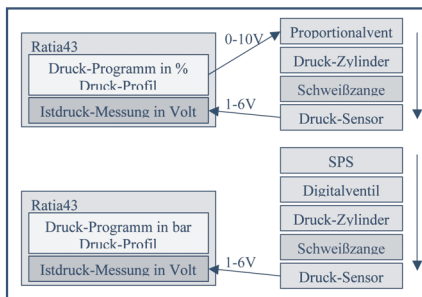 Ratia43
Druck-Programm in %
Druck-Profil
Istdruck-Messung in Volt
0-10V
1-6V
Proportionalvent
Druck-Zylinder
Schweißzange
Druck-Sensor
Ratia43
Druck-Programm in bar
Druck-Profil
Istdruck-Messung in Volt
1-6V
SPS
Digitalventil
Druck-Zylinder
Schweißzange
Druck-Sensor